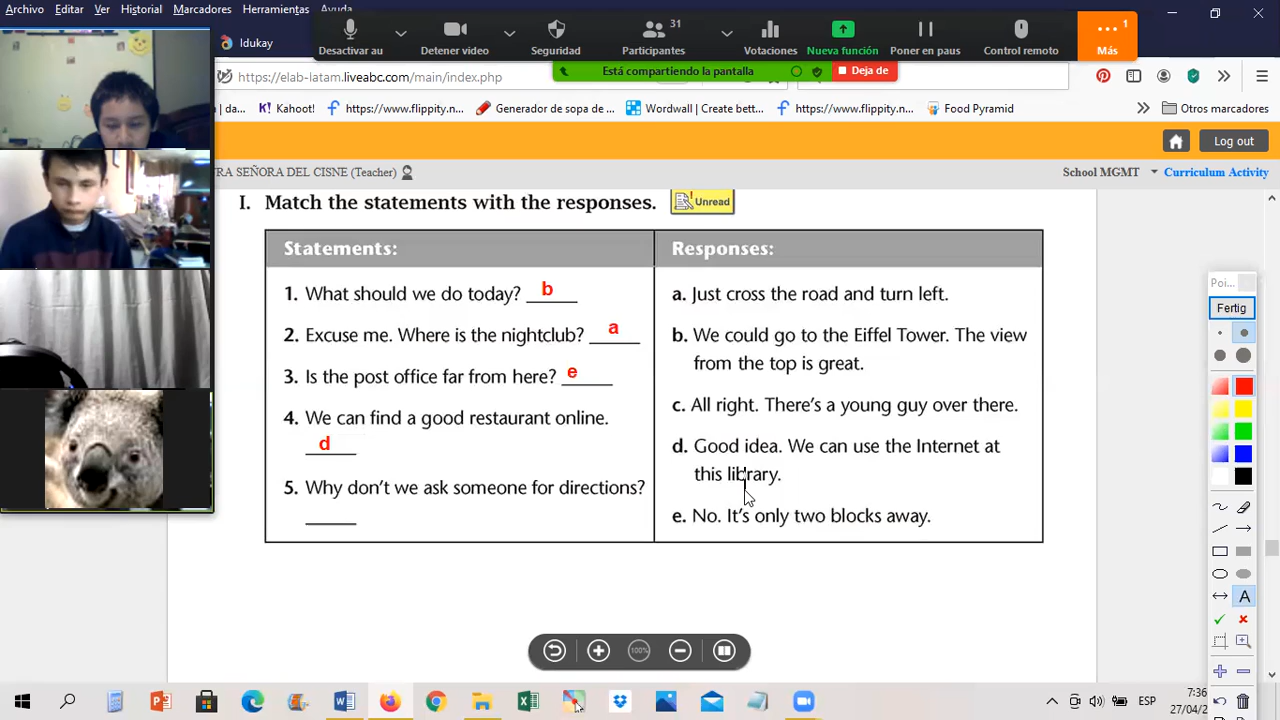 Archivo Editar Ver Historial Marcadores Herramientas
Desactivar au
Detener video
Seguridad
31
Participantes
Votaciones
Nueva función
Poner en paus
Control remoto
1
Más
Idukay
Está compartiendo la pantalla
Deja de
https://elab-latam.liveabc.com/main/index.php
| da...
Kahoot!
https://www.flippity.n...
Generador de sopa de ...
Wordwall | Create bett...
https://www.flippity.n...
Food Pyramid
Otros marcadores
Log out
RA SEÑORA DEL CISNE (Teacher)
School MGMT
Curriculum Activity
I. Match the statements with the responses.
Unread
Statements:
1. What should we do today? b
2. Excuse me. Where is the nightclub? a
3. Is the post office far from here? e
4. We can find a good restaurant online.
d
5. Why don't we ask someone for directions?
Responses:
a. Just cross the road and turn left.
b. We could go to the Eiffel Tower. The view
from the top is great.
c. All right. There's a young guy over there.
d. Good idea. We can use the Internet at
this library.
e. No. It's only two blocks away.
Poi...
Fertig
A
100%
ESP
7:36
27/04/2